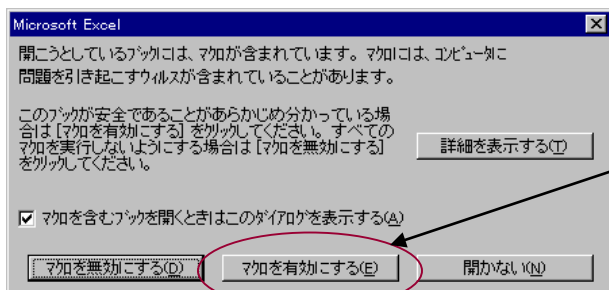 Microsoft Excel
開こうとしているﾌﾞｯｸには、ﾏｸﾛが含まれています。ﾏｸﾛには、ｺﾝﾋﾟｭｰﾀに
問題を引き起こすｳｨﾙｽが含まれていることがあります。
このﾌﾞｯｸが安全であることがあらかじめ分かっている場
合は [ﾏｸﾛを有効にする] をｸﾘｯｸしてください。すべての
ﾏｸﾛを実行しないようにする場合は [ﾏｸﾛを無効にする]
をｸﾘｯｸしてください。
詳細を表示する(T)
ﾏｸﾛを含むﾌﾞｯｸを開くときはこのﾀﾞｲｱﾛｸﾞを表示する(A)
ﾏｸﾛを無効にする(D) ﾏｸﾛを有効にする(E) 開かない(N)